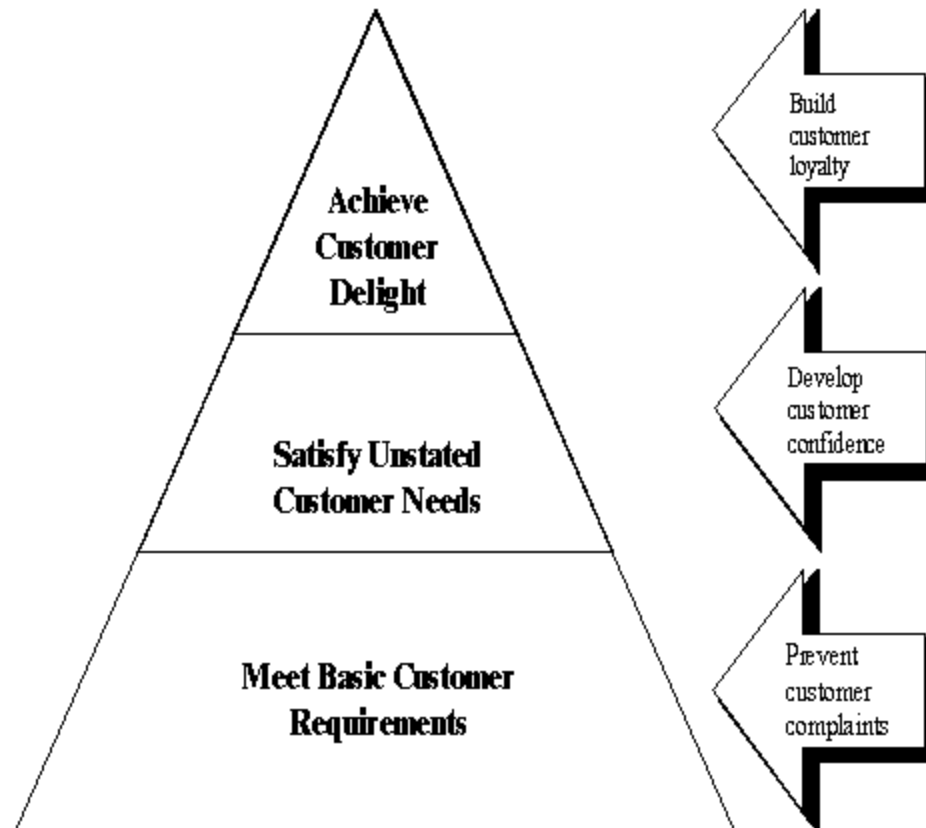 Achieve
Customer
Delight
Build
customer
loyalty
Satisfy Unstated
Customer Needs
Develop
customer
confidence
Meet Basic Customer
Requirements
Prevent
customer
complaints